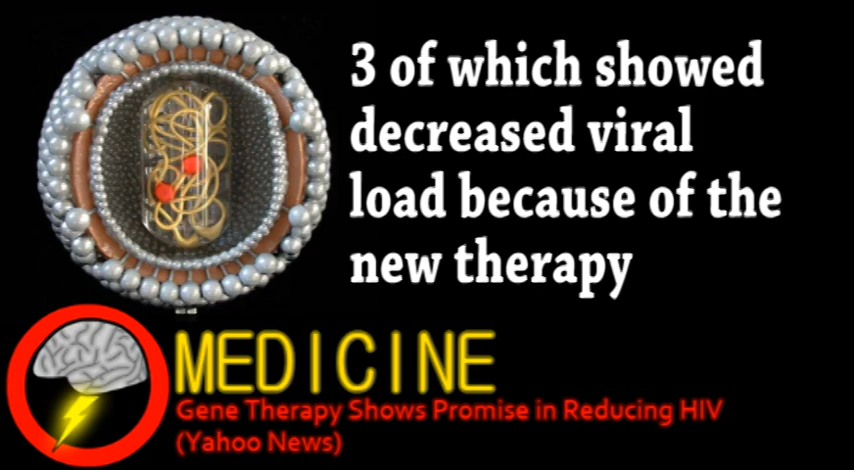 3 of which showed
decreased viral
load because of the
new therapy
MEDICINE
Gene Therapy Shows Promise in Reducing HIV
(Yahoo News)